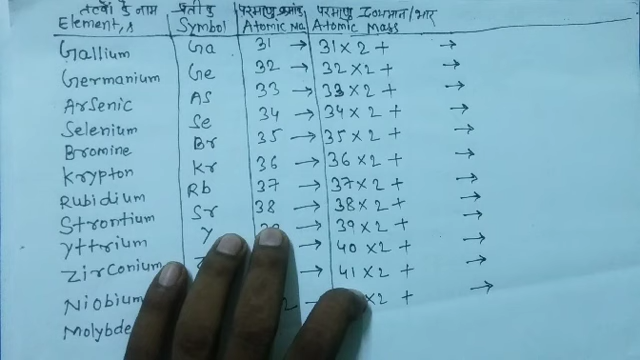 तत्वों के नाम प्रतीक परमाणु क्रमांक परमाणु द्रव्यमान/भार
Element,s Symbol Atomic No. Atomic Mass
Gallium Ga 31 → 31 × 2 + →
Germanium Ge 32 → 32 × 2 + →
Arsenic As 33 → 33 × 2 + →
Selenium Se 34 → 34 × 2 + →
Bromine Br 35 → 35 × 2 + →
Krypton Kr 36 → 36 × 2 + →
Rubidium Rb 37 → 37 × 2 + →
Strontium Sr 38 → 38 × 2 + →
Yttrium Y → 39 × 2 + →
Zirconium → 40 × 2 + →
Niobium → 41 × 2 + →
Molybde 2 → × 2 + →